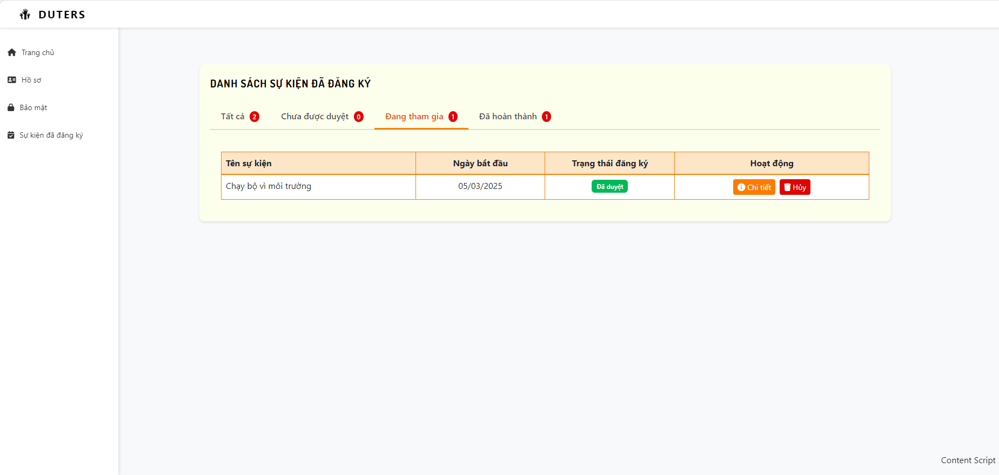 DUTERS
Trang chủ
Hồ sơ
Bảo mật
Sự kiện đã đăng ký
DANH SÁCH SỰ KIỆN ĐÃ ĐĂNG KÝ
Tất cả 2 Chưa được duyệt 0 Đang tham gia 1 Đã hoàn thành 1
Tên sự kiện Ngày bắt đầu Trạng thái đăng ký Hoạt động
Chạy bộ vì môi trường 05/03/2025 Đã duyệt Chi tiết Hủy
Content Script